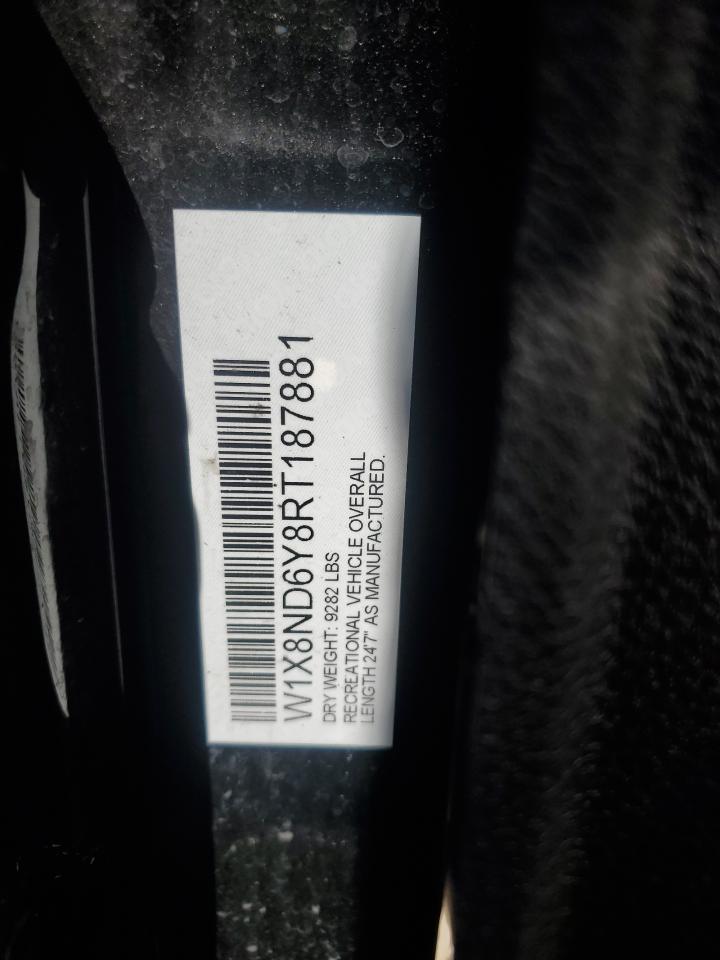 W1X8ND6Y8RT187881
DRY WEIGHT: 9282 LBS
RECREATIONAL VEHICLE OVERALL
LENGTH 24'7" AS MANUFACTURED.